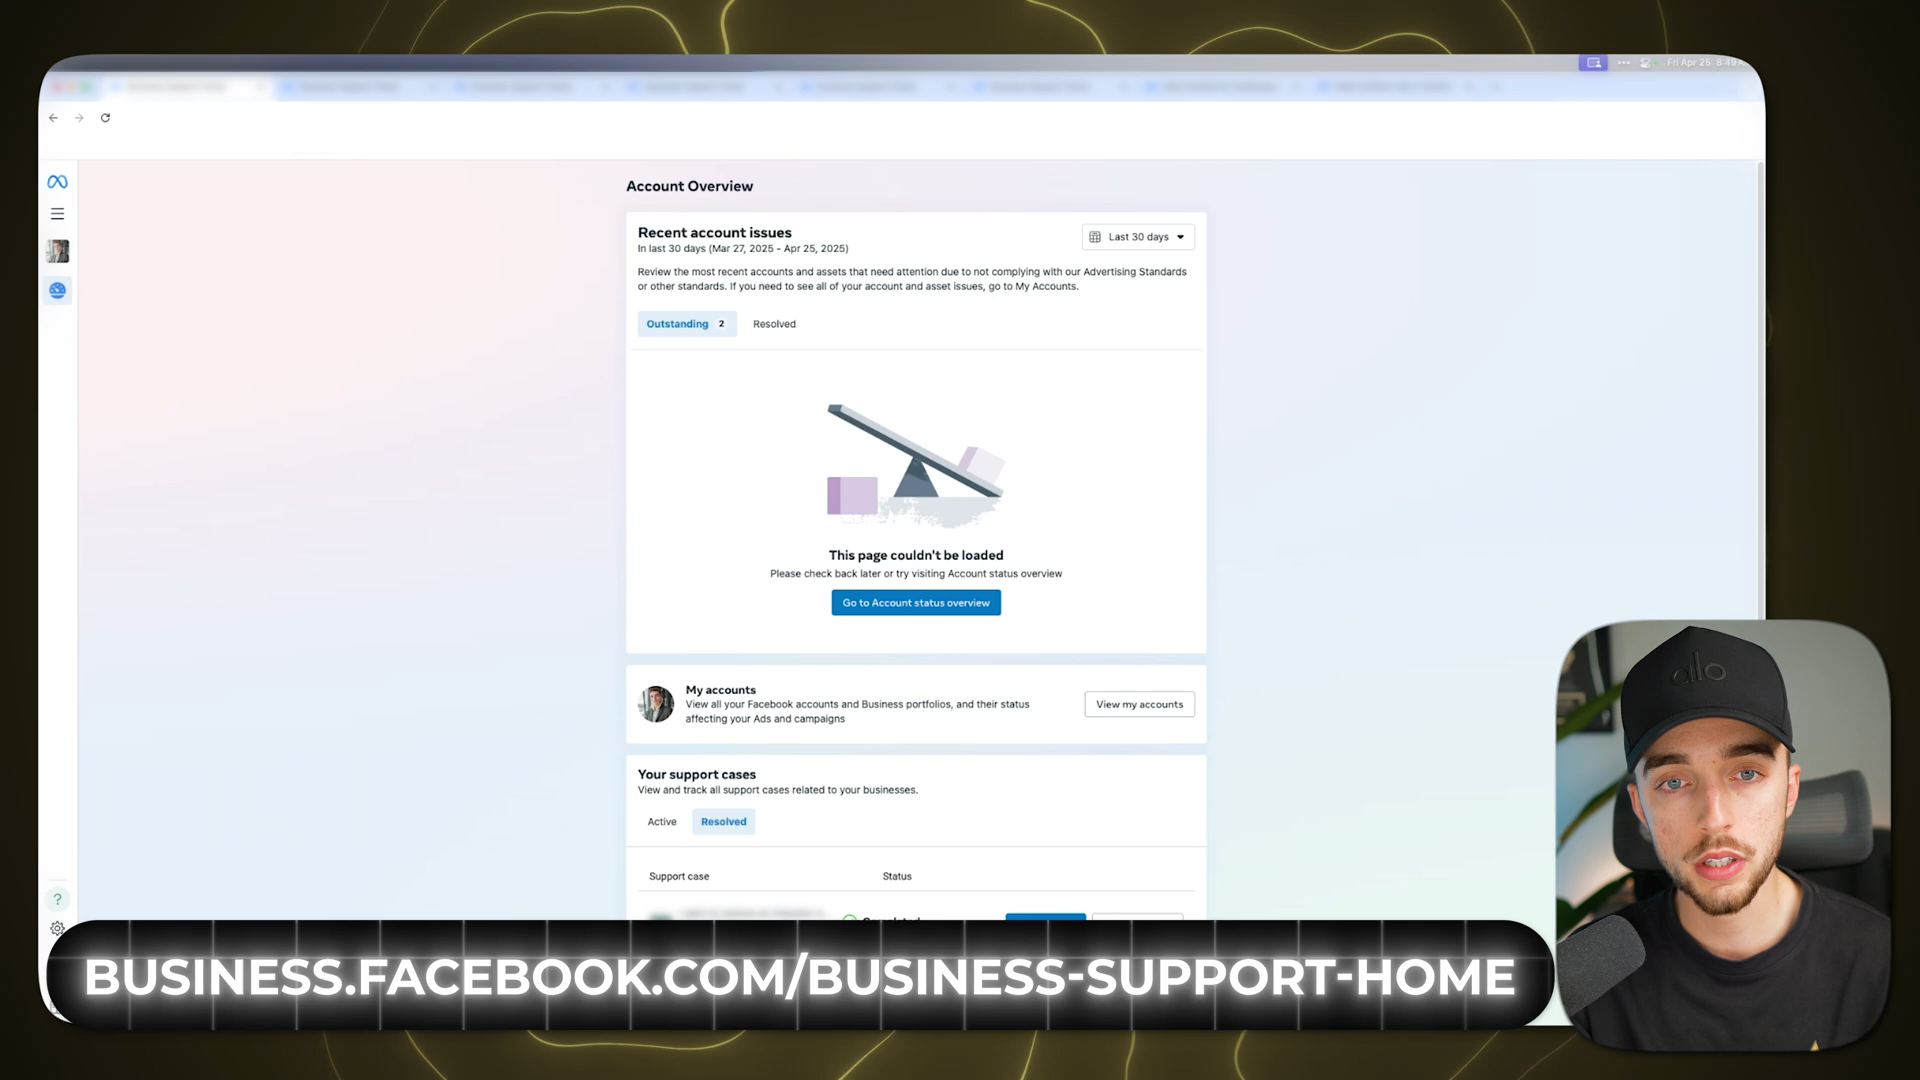 Fri Apr 25 8:49
Account Overview
Recent account issues
In last 30 days (Mar 27, 2025 - Apr 25, 2025)
Last 30 days
Review the most recent accounts and assets that need attention due to not complying with our Advertising Standards
or other standards. If you need to see all of your account and asset issues, go to My Accounts.
Outstanding 2 Resolved
This page couldn't be loaded
Please check back later or try visiting Account status overview
Go to Account status overview
My accounts
View all your Facebook accounts and Business portfolios, and their status
affecting your Ads and campaigns
View my accounts
Your support cases
View and track all support cases related to your businesses.
Active Resolved
Support case Status
alo
BUSINESS.FACEBOOK.COM/BUSINESS-SUPPORT-HOME